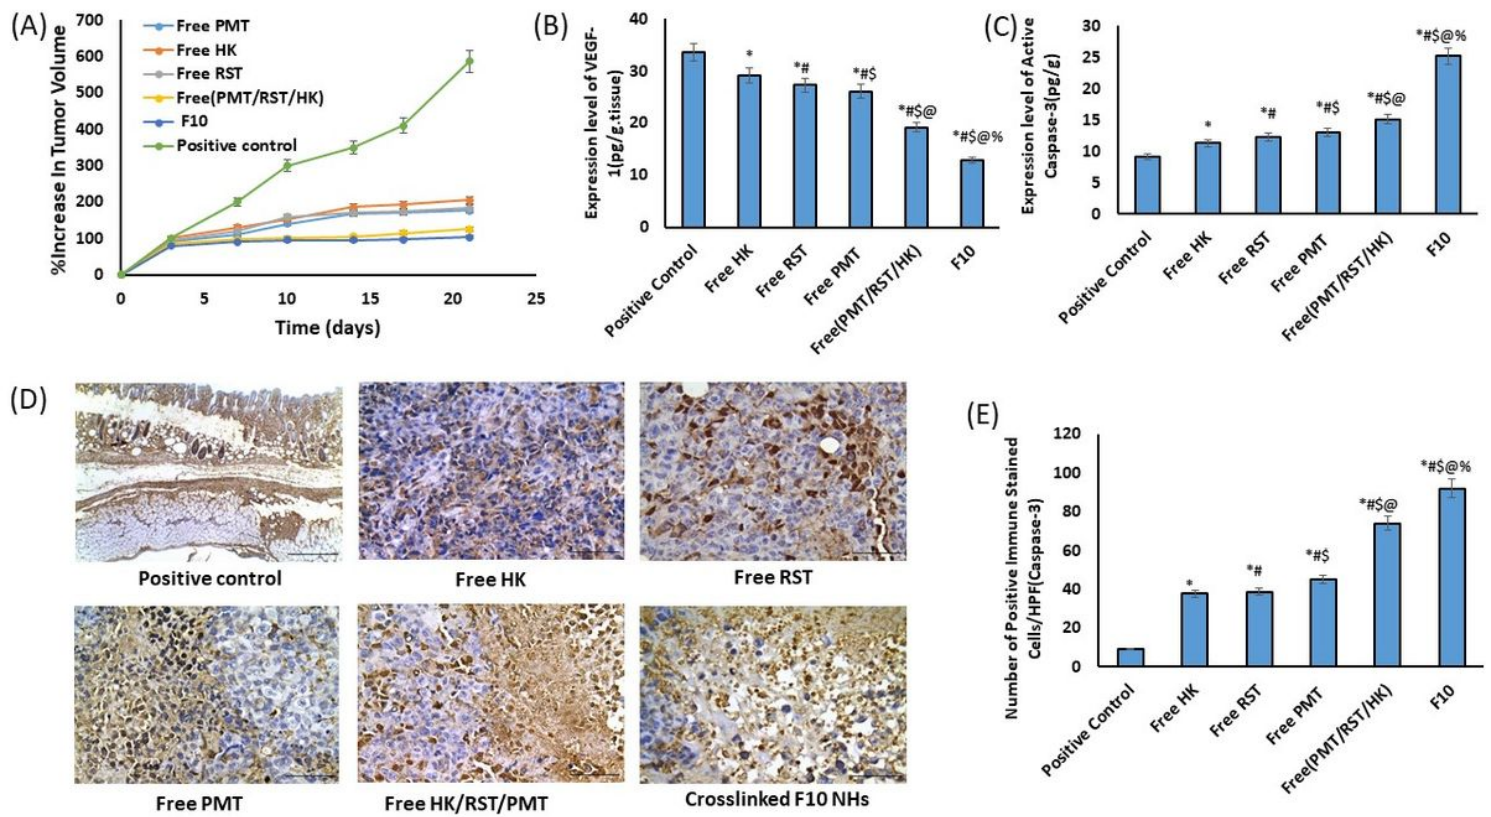 (A)
%Increase In Tumor Volume
700
600
500
400
300
200
100
0
Free PMT
Free HK
Free RST
Free(PMT/RST/HK)
F10
Positive control
0 5 10 15 20 25
Time (days)
(B)
Expression level of VEGF-
1(pg/g.tissue)
40
30
20
10
0
*
*#
*#$
*#$@
*#$@%
Positive Control
Free HK
Free RST
Free PMT
Free(PMT/RST/HK)
F10
(C)
Expression level of Active
Caspase-3(pg/g)
30
25
20
15
10
5
0
*
*#
*#$
*#$@
*#$@%
Positive Control
Free HK
Free RST
Free PMT
Free(PMT/RST/HK)
F10
(D)
Positive control
Free HK
Free RST
Free PMT
Free HK/RST/PMT
Crosslinked F10 NHs
(E)
Number of Positive Immune Stained
Cells/HPF(Caspase-3)
120
100
80
60
40
20
0
*
*#
*#$
*#$@
*#$@%
Positive Control
Free HK
Free RST
Free PMT
Free(PMT/RST/HK)
F10